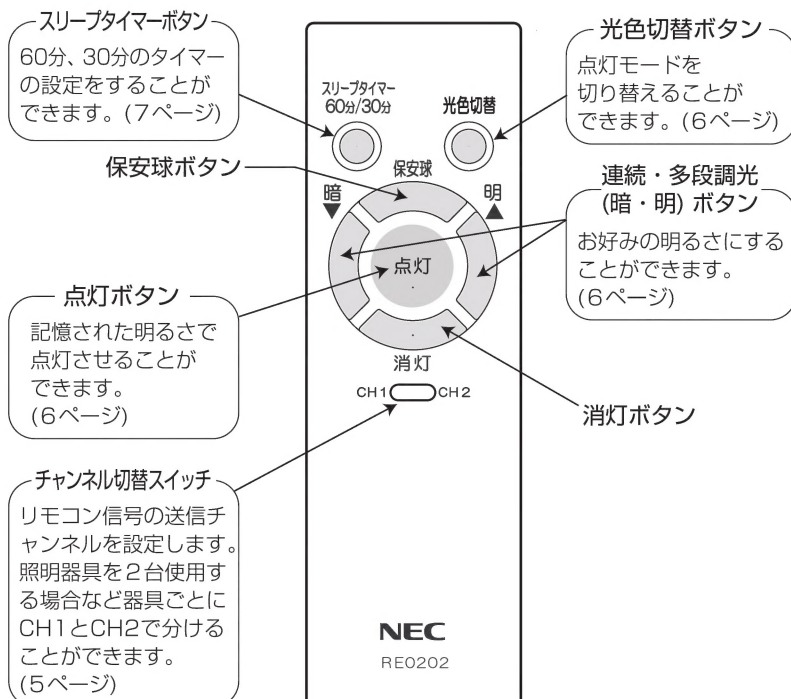 スリープタイマーボタン
60分、30分のタイマー
の設定をすることが
できます。(7ページ)
保安球ボタン
点灯ボタン
記憶された明るさで
点灯させることが
できます。
(6ページ)
チャンネル切替スイッチ
リモコン信号の送信チ
ャンネルを設定します。
照明器具を2台使用す
る場合など器具ごとに
CH1とCH2で分ける
ことができます。
(5ページ)
スリープタイマー
60分/30分
光色切替
保安球
暗
▼
明
▲
点灯
消灯
CH1 CH2
NEC
RE0202
光色切替ボタン
点灯モードを
切り替えることが
できます。(6ページ)
連続・多段調光
(暗・明) ボタン
お好みの明るさにする
ことができます。
(6ページ)
消灯ボタン